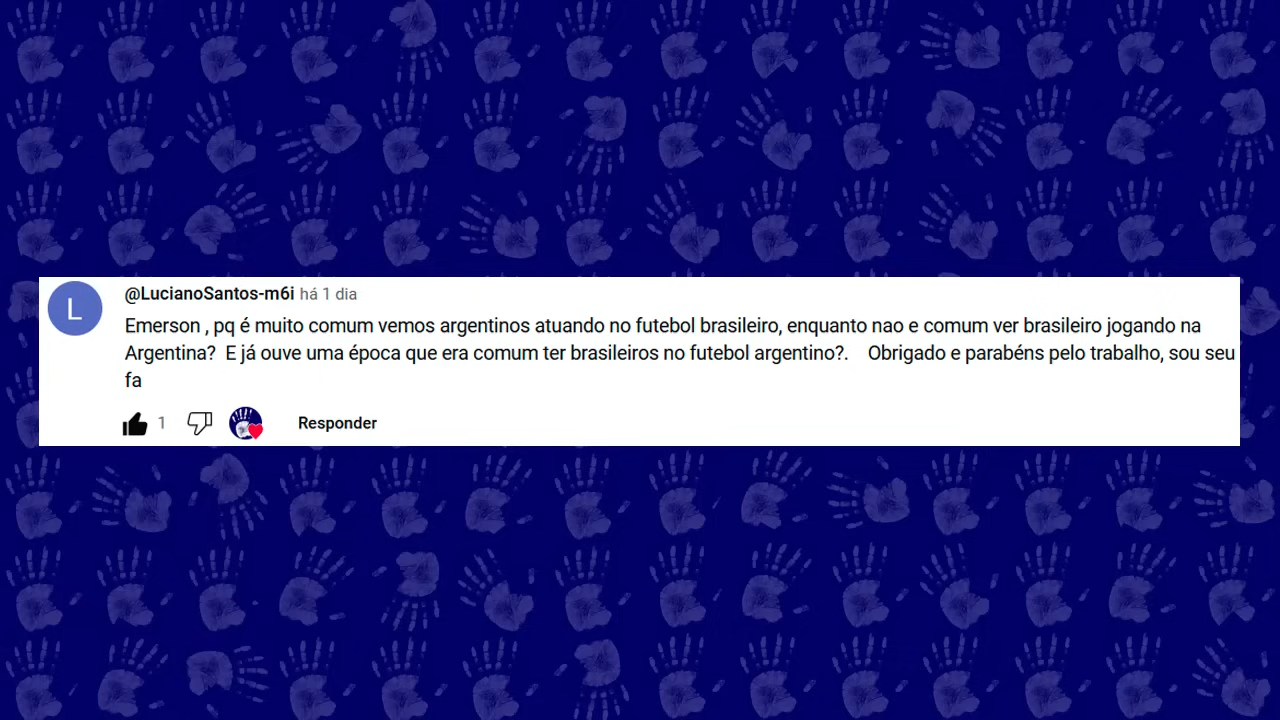 L
@LucianoSantos-m6i há 1 dia
Emerson , pq é muito comum vemos argentinos atuando no futebol brasileiro, enquanto nao e comum ver brasileiro jogando na
Argentina?  E já ouve uma época que era comum ter brasileiros no futebol argentino?.    Obrigado e parabéns pelo trabalho, sou seu
fa
1 Responder